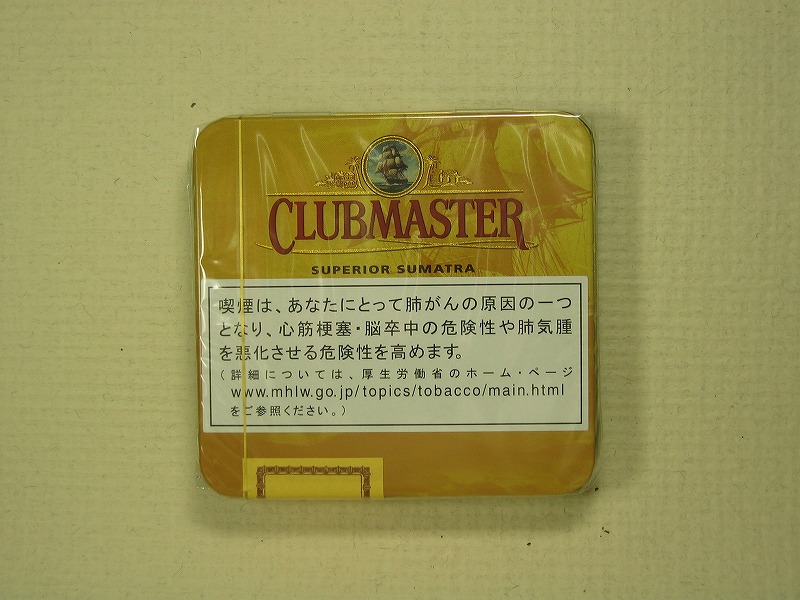 CLUBMASTER
SUPERIOR SUMATRA
喫煙は、あなたにとって肺がんの原因の一つ
となり、心筋梗塞・脳卒中の危険性や肺気腫
を悪化させる危険性を高めます。
(詳細については、厚生労働省のホーム・ページ
www.mhlw.go.jp/topics/tobacco/main.html
をご参照ください。)